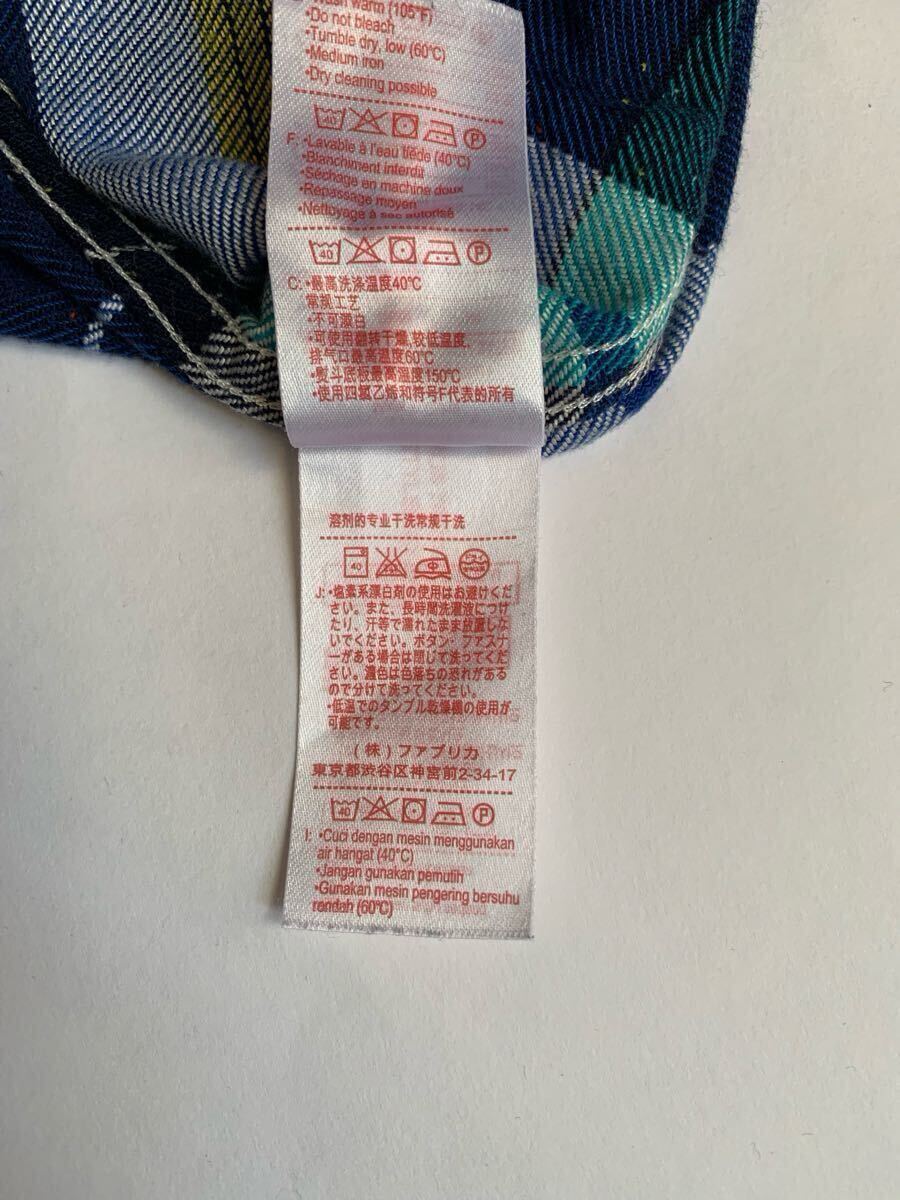 warm (105°F)
•Do not bleach
•Tumble dry, low (60°C)
•Medium iron
•Dry cleaning possible
40 P
F: •Lavable à l'eau tiède (40°C)
•Blanchiment interdit
•Séchage en machine doux
•Repassage moyen
•Nettoyage à sec autorisé
40 P
C: •最高洗涤温度40℃
常规工艺
•不可漂白
•可使用翻转干燥,较低温度,
排气口最高温度60℃
•熨斗底板最高温度150℃
•使用四氯乙烯和符号F代表的所有
溶剂的专业干洗常规干洗
40 中
J: •塩素系漂白剤の使用はお避けくだ
さい。また、長時間洗濯液につけ
たり、汗等で濡れたまま放置しな
いでください。ボタン・ファスナ
ーがある場合は閉じて洗ってくだ
さい。濃色は色落ちの恐れがある
ので分けて洗ってください。
•低温でのタンブル乾燥機の使用が
可能です。
(株)ファブリカ
東京都渋谷区神宮前2-34-17
40 P
I: •Cuci dengan mesin menggunakan
air hangat (40°C)
•Jangan gunakan pemutih
•Gunakan mesin pengering bersuhu
rendah (60°C)